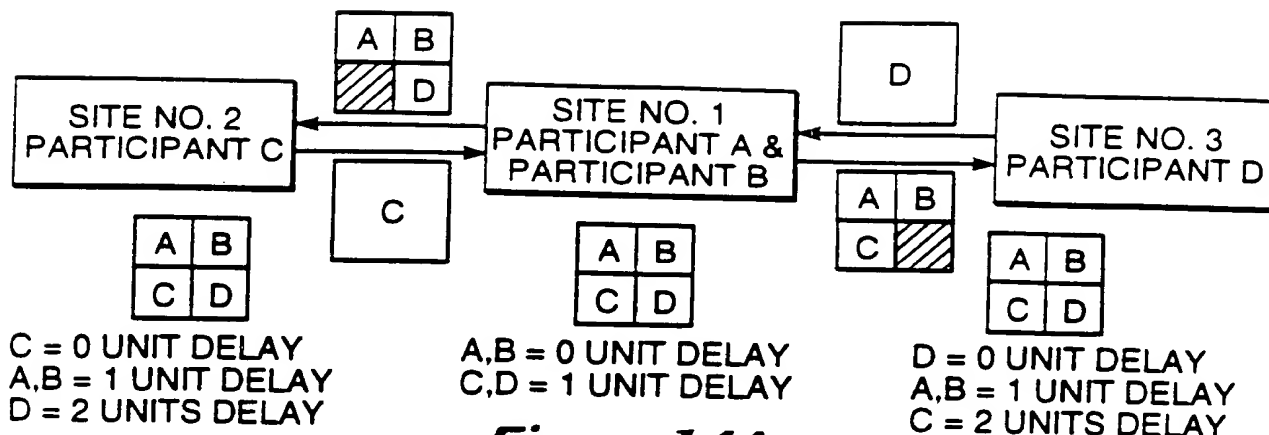 A B
D
D
SITE NO. 2
PARTICIPANT C
SITE NO. 1
PARTICIPANT A &
PARTICIPANT B
SITE NO. 3
PARTICIPANT D
C
A B
C
A B
C D
C = 0 UNIT DELAY
A,B = 1 UNIT DELAY
D = 2 UNITS DELAY
A B
C D
A,B = 0 UNIT DELAY
C,D = 1 UNIT DELAY
A B
C D
D = 0 UNIT DELAY
A,B = 1 UNIT DELAY
C = 2 UNITS DELAY